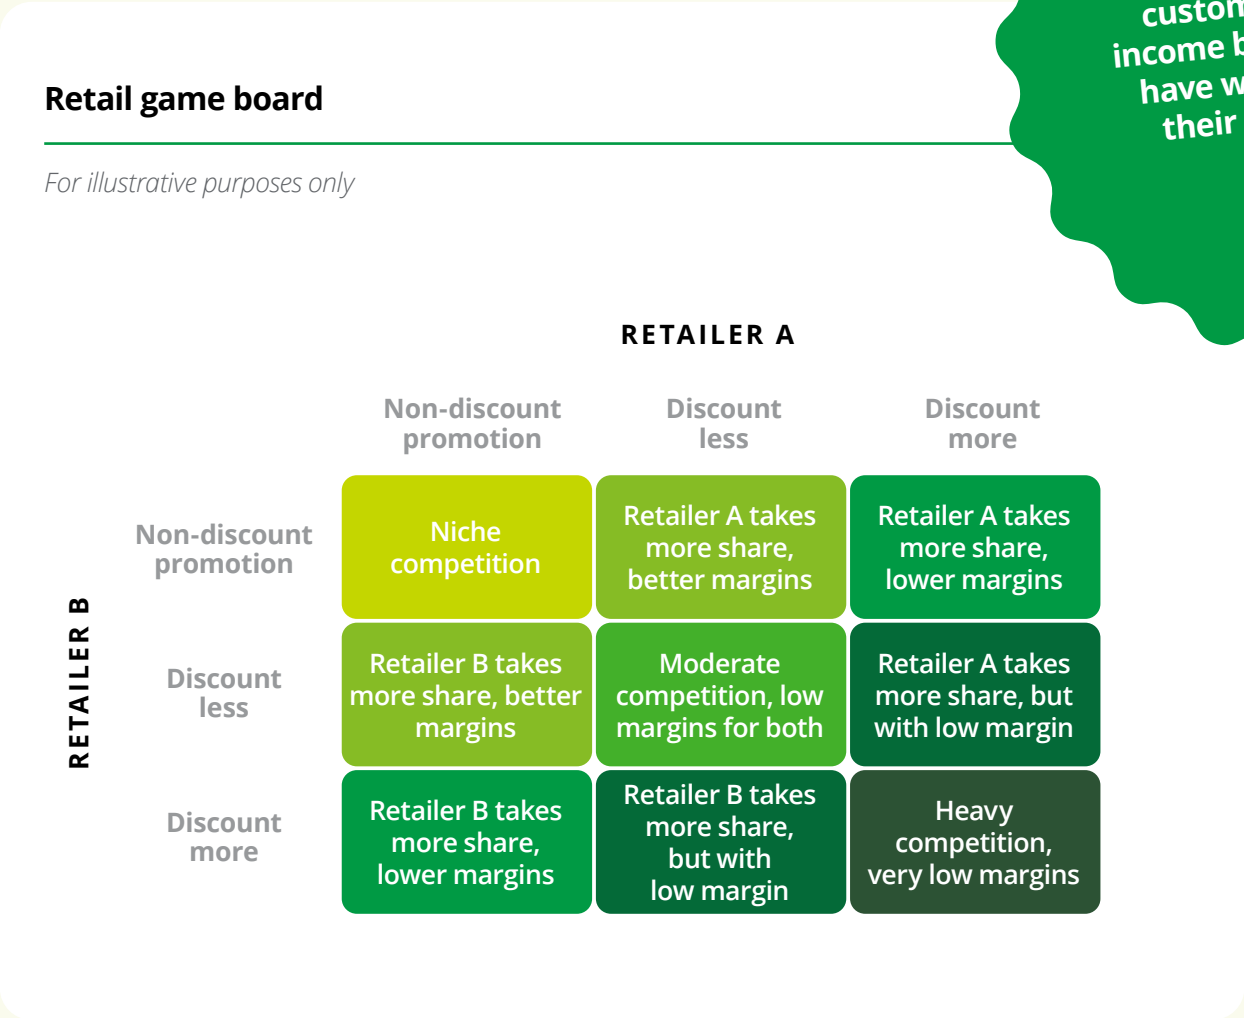 income
have
their
Retail game board
For illustrative purposes only
RETAILER A
Non-discount
promotion
Discount
less
Discount
more
RETAILER B
Non-discount
promotion
Niche
competition
Retailer A takes
more share,
better margins
Retailer A takes
more share,
lower margins
Discount
less
Retailer B takes
more share, better
margins
Moderate
competition, low
margins for both
Retailer A takes
more share, but
with low margin
Discount
more
Retailer B takes
more share,
lower margins
Retailer B takes
more share,
but with
low margin
Heavy
competition,
very low margins